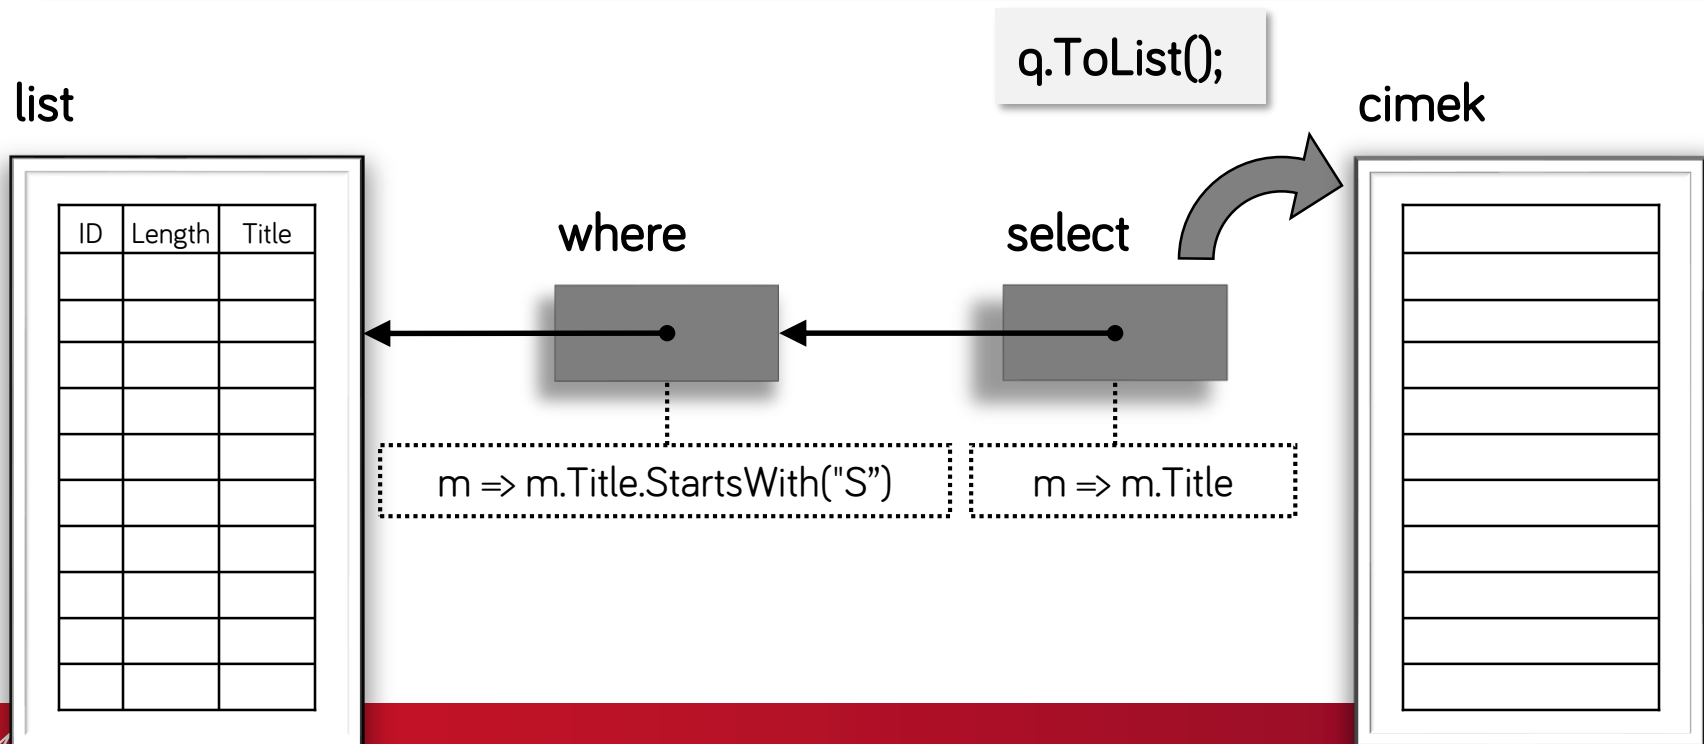 q.ToList();
list
cimek
ID Length Title
where
select
m => m.Title.StartsWith("S”)
m => m.Title